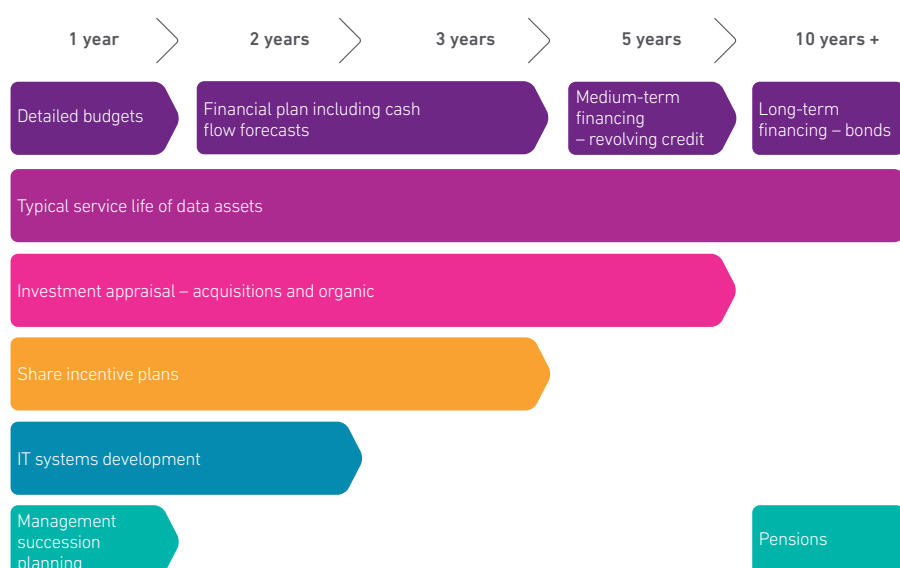 1 year
2 years
3 years
5 years
10 years +
Detailed budgets
Financial plan including cash
flow forecasts
Medium-term
financing
– revolving credit
Long-term
financing – bonds
Typical service life of data assets
Investment appraisal – acquisitions and organic
Share incentive plans
IT systems development
Management
succession
planning
Pensions